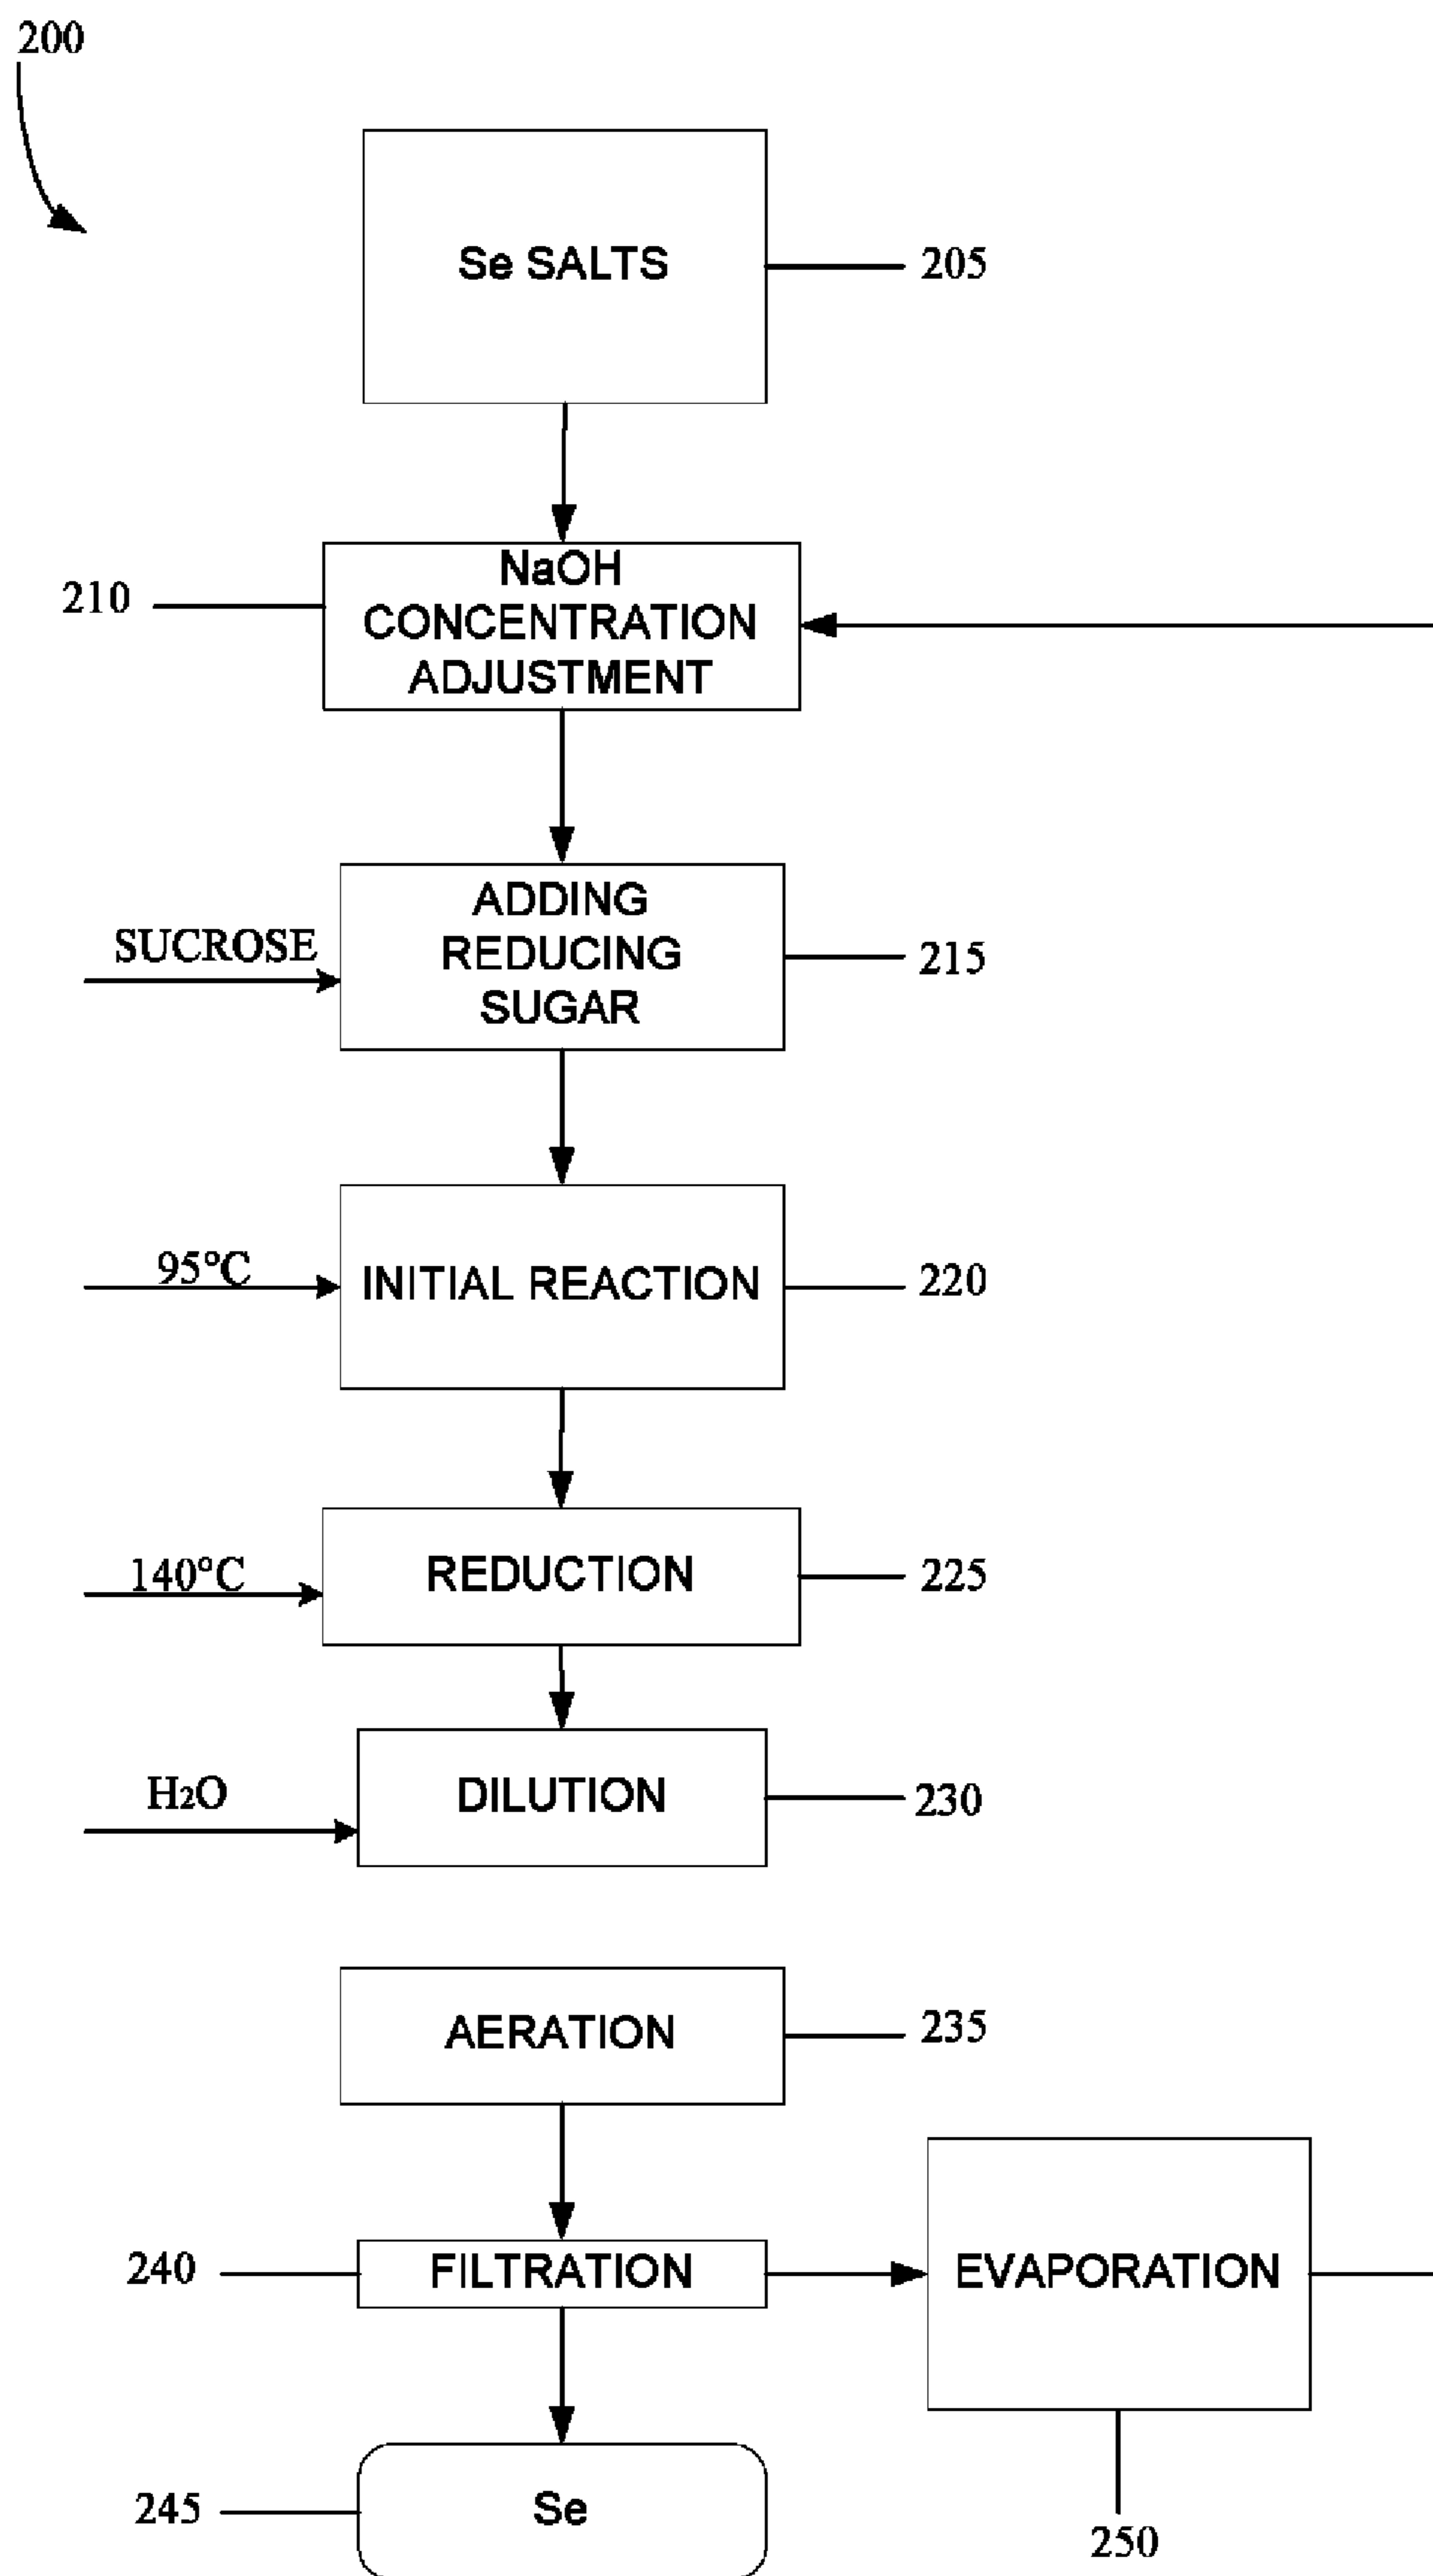 200
Se SALTS
205
210
NaOH
CONCENTRATION
ADJUSTMENT
SUCROSE
ADDING
REDUCING
SUGAR
215
95°C
INITIAL REACTION
220
140°C
REDUCTION
225
H₂O
DILUTION
230
AERATION
235
240
FILTRATION
EVAPORATION
245
Se
250